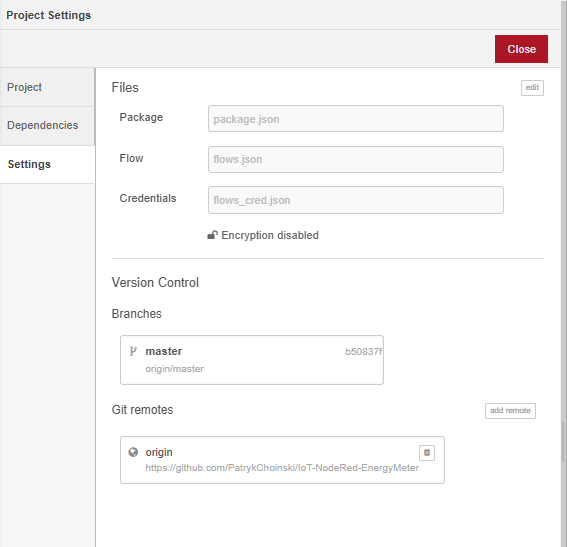 Project Settings
Close
Project
Dependencies
Settings
Files
edit
Package
package.json
Flow
flows.json
Credentials
flows_cred.json
Encryption disabled
Version Control
Branches
master
b50837f
origin/master
Git remotes
add remote
origin
https://github.com/PatrykChoinski/IoT-NodeRed-EnergyMeter